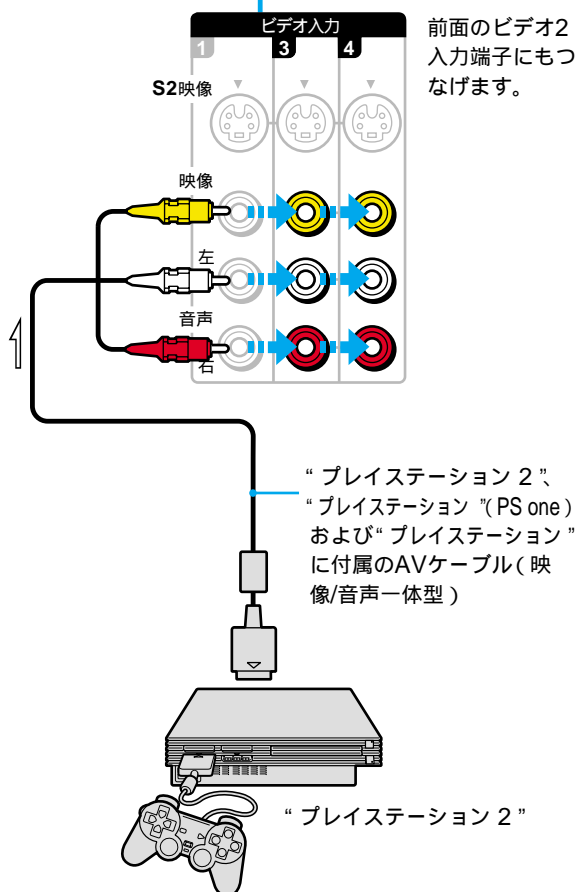 ビデオ入力
1 3 4
S2映像
映像
左
音声
右
前面のビデオ2
入力端子にもつ
なげます。
“ プレイステーション 2 ”、
“ プレイステーション ”( PS one )
および“ プレイステーション ”
に付属のAVケーブル( 映
像/音声一体型 )
“ プレイステーション 2 ”